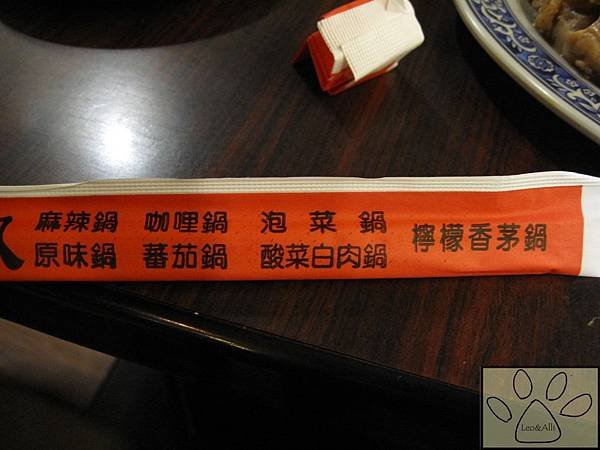 麻辣鍋 咖哩鍋 泡菜鍋
原味鍋 蕃茄鍋 酸菜白肉鍋
檸檬香茅鍋
Leo&Alli